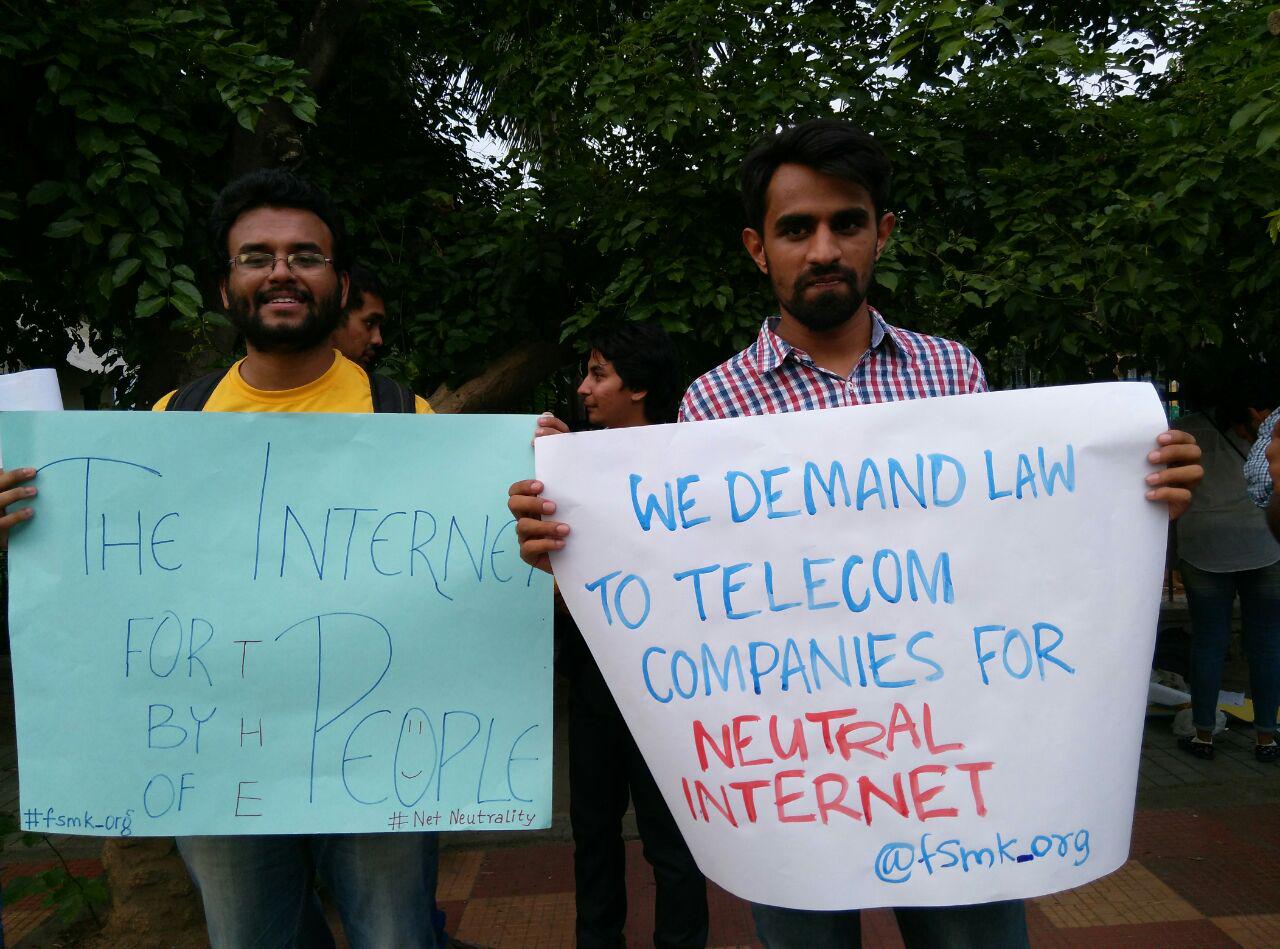 THE INTERNET
FOR T PEOPLE
BY H
OF E
#fsmk_org #Net Neutrality
WE DEMAND LAW
TO TELECOM
COMPANIES FOR
NEUTRAL
INTERNET
@fsmk_org